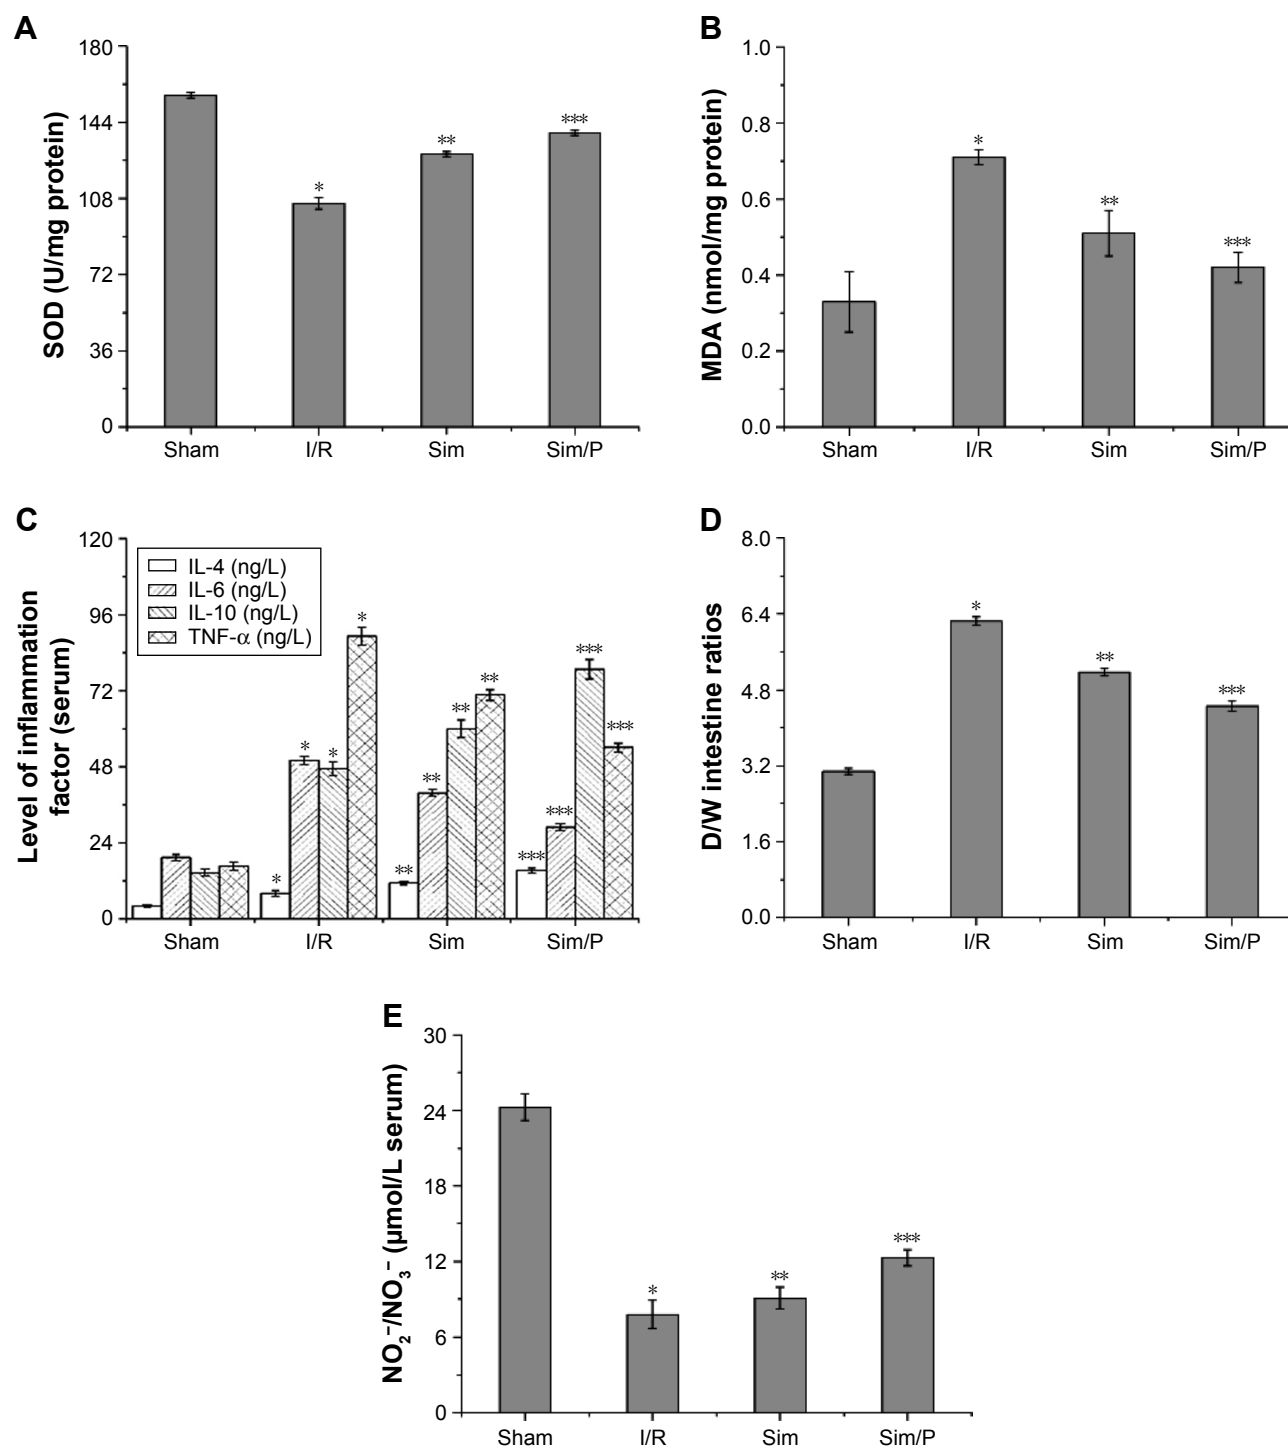 A
180
144
108
72
36
0
SOD (U/mg protein)
*
**
***
Sham I/R Sim Sim/P
B
1.0
0.8
0.6
0.4
0.2
0.0
MDA (nmol/mg protein)
*
**
***
Sham I/R Sim Sim/P
C
120
96
72
48
24
0
Level of inflammation
factor (serum)
IL-4 (ng/L)
IL-6 (ng/L)
IL-10 (ng/L)
TNF-α (ng/L)
* * * *
** ** ** **
*** *** *** ***
Sham I/R Sim Sim/P
D
8.0
6.4
4.8
3.2
1.6
0.0
D/W intestine ratios
*
**
***
Sham I/R Sim Sim/P
E
30
24
18
12
6
0
NO₂⁻/NO₃⁻ (µmol/L serum)
*
**
***
Sham I/R Sim Sim/P